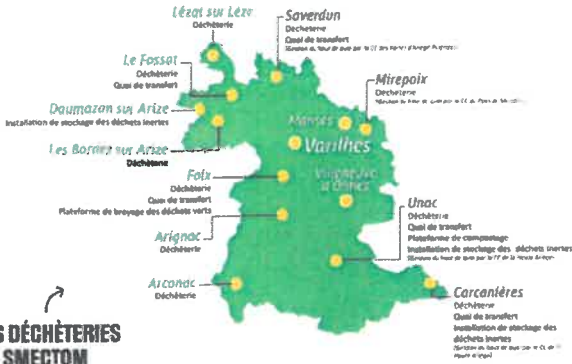 Lézat sur Lèze
Déchèterie
Saverdun
Déchèterie
Quai de transfert
Le Fossat
Déchèterie
Quai de transfert
Mirepoix
Déchèterie
Daumazan sur Arize
Installation de stockage des déchets inertes
Manses
Varilhes
Les Bordes sur Arize
Déchèterie
Villeneuve
d'Olmes
Foix
Déchèterie
Quai de transfert
Plateforme de broyage des déchets verts
Unac
Déchèterie
Quai de transfert
Plateforme de compostage
Installation de stockage des déchets inertes
Arignac
Déchèterie
Arconac
Déchèterie
Carcanières
Déchèterie
Quai de transfert
Installation de stockage des
déchets inertes
S DÉCHÈTERIES
SMECTOM